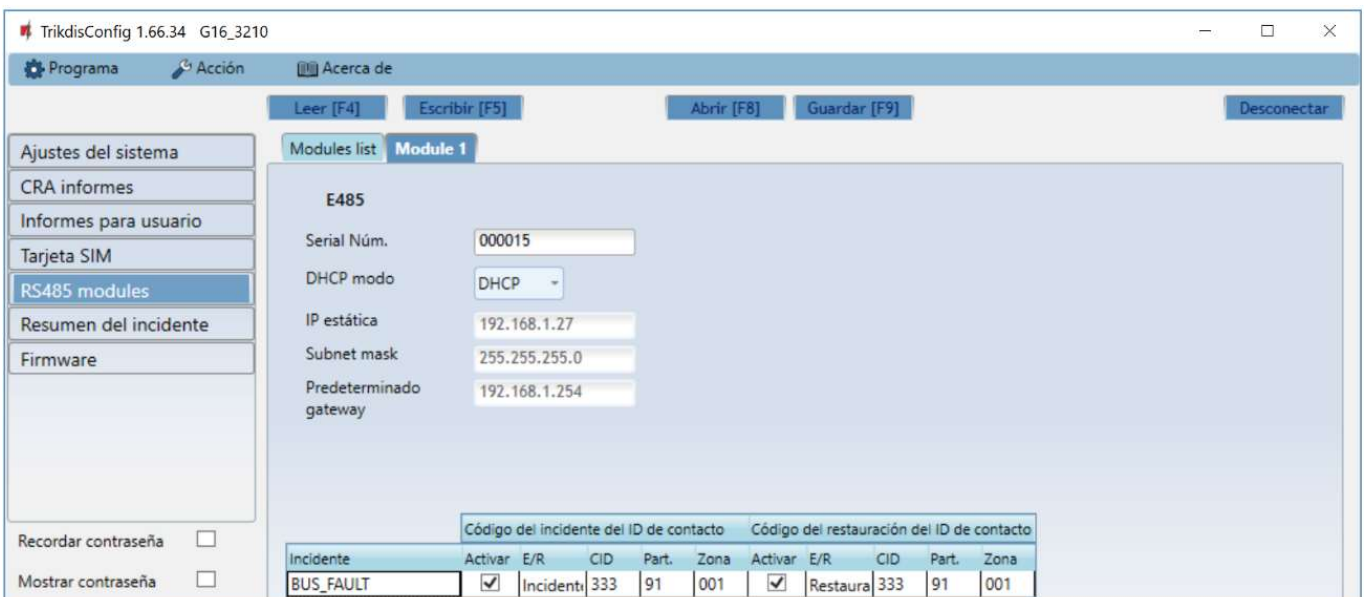 TrikdisConfig 1.66.34 G16_3210
Programa Acción Acerca de
Leer [F4] Escribir [F5] Abrir [F8] Guardar [F9] Desconectar
Ajustes del sistema
CRA informes
Informes para usuario
Tarjeta SIM
RS485 modules
Resumen del incidente
Firmware
Recordar contraseña
Mostrar contraseña
Modules list Module 1
E485
Serial Núm. 000015
DHCP modo DHCP
IP estática 192.168.1.27
Subnet mask 255.255.255.0
Predeterminado
gateway 192.168.1.254
Código del incidente del ID de contacto Código del restauración del ID de contacto
Incidente Activar E/R CID Part. Zona Activar E/R CID Part. Zona
BUS_FAULT Incident 333 91 001 Restaura 333 91 001